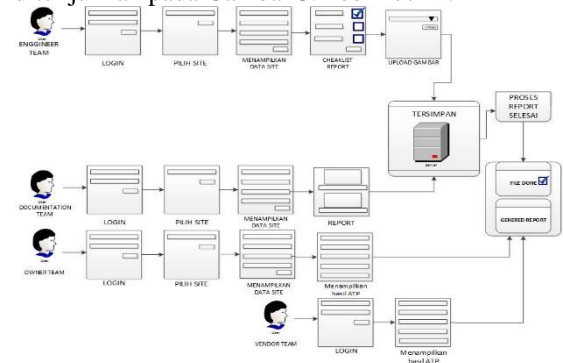 ENGGINEER
TEAM
LOGIN
PILIH SITE
MENAMPILKAN
DATA SITE
CHEAKLIST
REPORT
UPLOAD GAMBAR
TERSIMPAN
PROSES
REPORT
SELESAI
FILE DONE
GENERED REPORT
DOCUMENTATION
TEAM
LOGIN
PILIH SITE
MENAMPILKAN
DATA SITE
REPORT
OWNER TEAM
LOGIN
PILIH SITE
MENAMPILKAN
DATA SITE
Menampilkan
hasil ATP
VENDOR TEAM
LOGIN
Menampilkan
hasil ATP